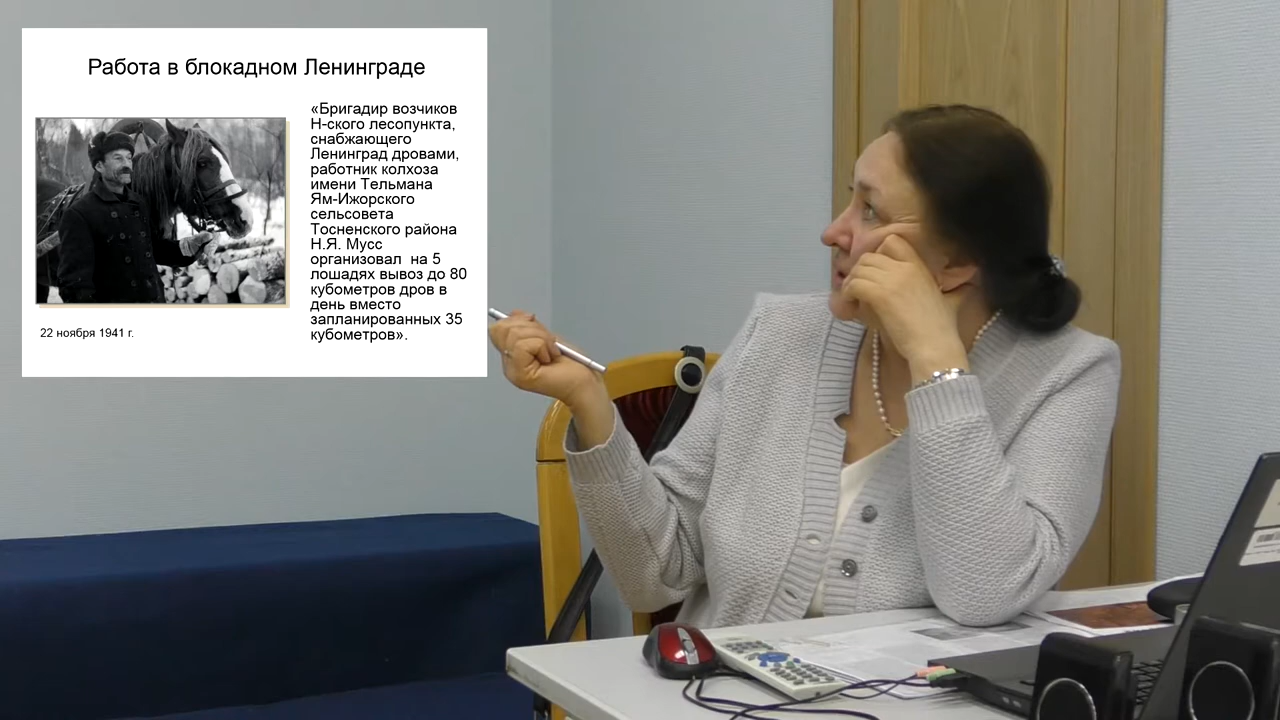 Работа в блокадном Ленинграде
«Бригадир возчиков
Н-ского лесопункта,
снабжающего
Ленинград дровами,
работник колхоза
имени Тельмана
Ям-Ижорского
сельсовета
Тосненского района
Н.Я. Мусс
организовал на 5
лошадях вывоз до 80
кубометров дров в
день вместо
запланированных 35
кубометров».
22 ноября 1941 г.